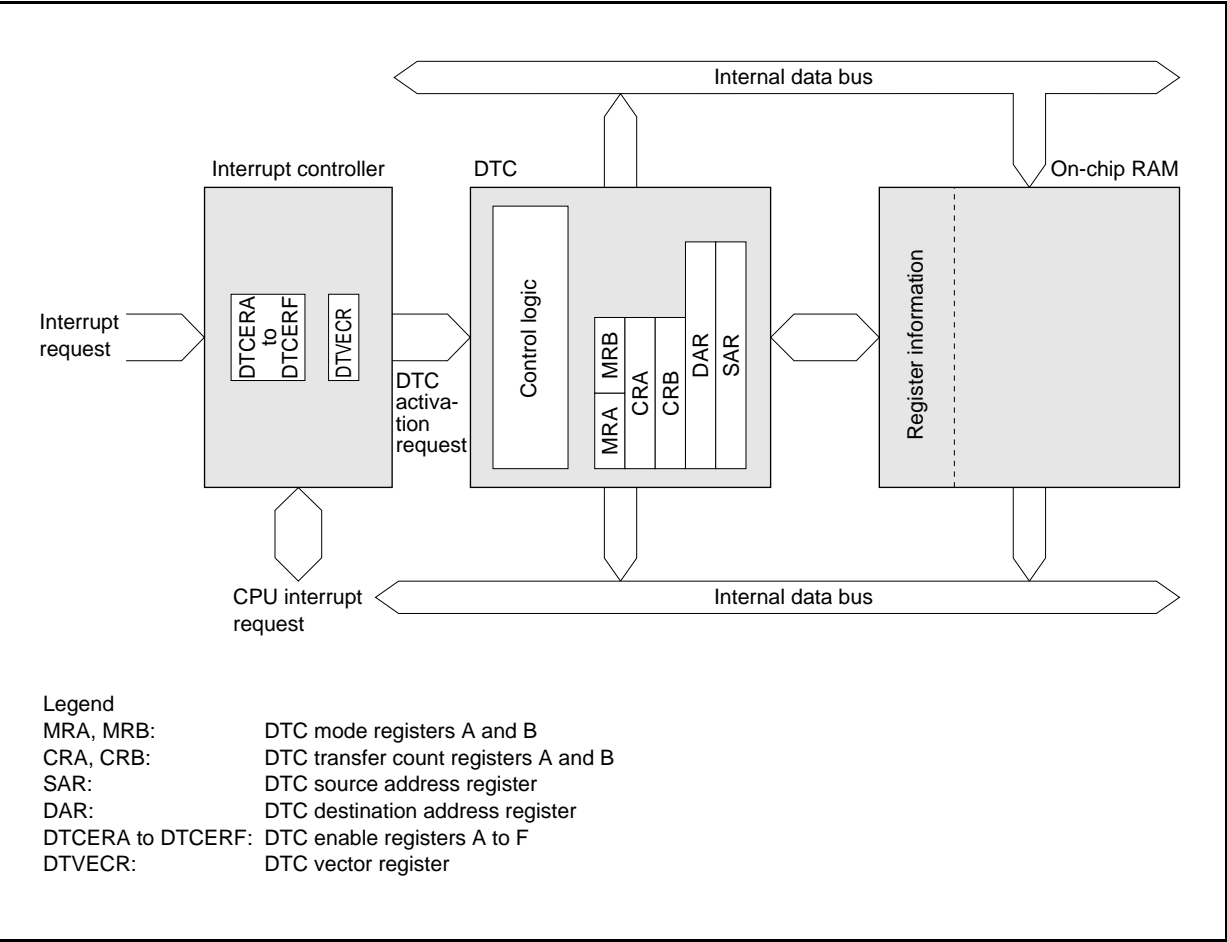 Internal data bus
Interrupt controller
DTC
On-chip RAM
Interrupt
request
DTCERA
to
DTCERF
DTVECR
DTC
activa-
tion
request
Control logic
MRA
MRB
CRA
CRB
DAR
SAR
Register information
CPU interrupt
request
Internal data bus
Legend
MRA, MRB: DTC mode registers A and B
CRA, CRB: DTC transfer count registers A and B
SAR: DTC source address register
DAR: DTC destination address register
DTCERA to DTCERF: DTC enable registers A to F
DTVECR: DTC vector register